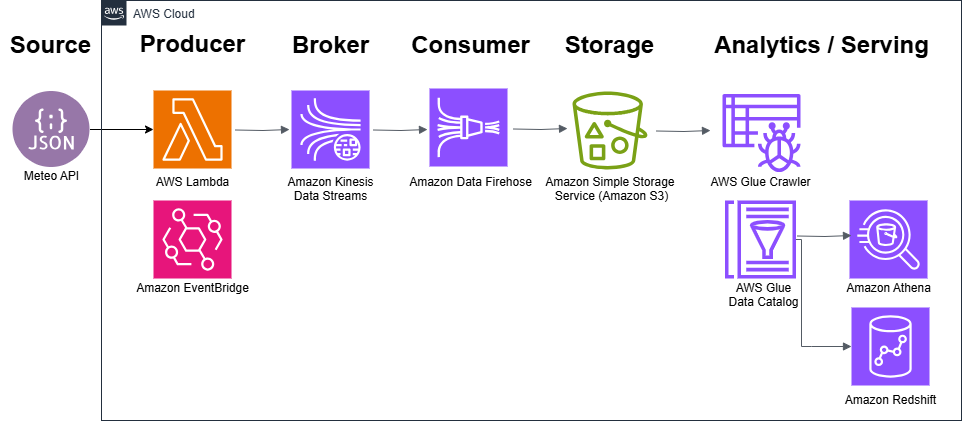 aws
AWS Cloud
Source
Producer
Broker
Consumer
Storage
Analytics / Serving
{;}
JSON
Meteo API
AWS Lambda
Amazon Kinesis
Data Streams
Amazon Data Firehose
Amazon Simple Storage
Service (Amazon S3)
AWS Glue Crawler
Amazon EventBridge
AWS Glue
Data Catalog
Amazon Athena
Amazon Redshift